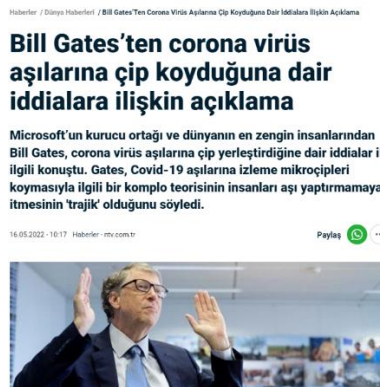 Haberler / Dünya Haberleri / Bill Gates'Ten Corona Virüs Aşılarına Çip Koyduğuna Dair İddialara İlişkin Açıklama
Bill Gates'ten corona virüs
aşılarına çip koyduğuna dair
iddialara ilişkin açıklama
Microsoft'un kurucu ortağı ve dünyanın en zengin insanlarından
Bill Gates, corona virüs aşılarına çip yerleştirdiğine dair iddialar i
ilgili konuştu. Gates, Covid-19 aşılarına izleme mikroçipleri
koymasıyla ilgili bir komplo teorisinin insanları aşı yaptırmamaya
itmesinin 'trajik' olduğunu söyledi.
16.05.2022 - 10:17 Haberler - ntv.com.tr Paylaş